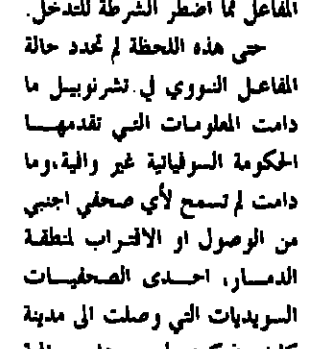 المفاعل مما اضطر الشرطة للتدخل.
حتى هذه اللحظة لم تحدد حالة
المفاعل النووي في تشرنوبيل ما
دامت المعلومات التي تقدمها
الحكومة السوفياتية غير وافية، وما
دامت لم تسمح لأي صحفي اجنبي
من الوصول او الاقتراب لمنطقة
الدمار، احدى الصحفيات
السويديات التي وصلت الى مدينة